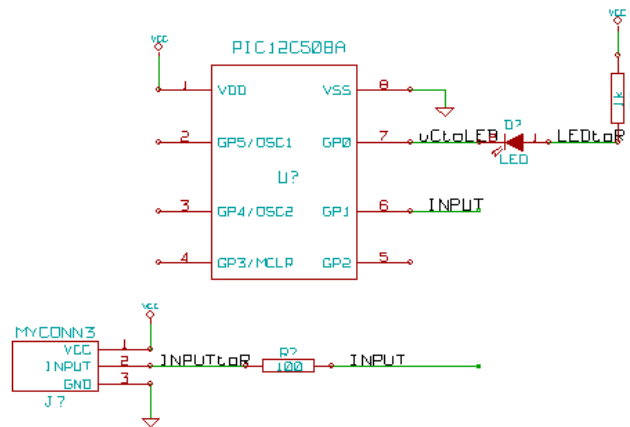 VCC
VCC
PIC12C508A
1 VDD VSS 8
1k
2 GP5/OSC1 GP0 7 uCtoLED D? 1 LEDtoR
LED
U?
3 GP4/OSC2 GP1 6 INPUT
4 GP3/MCLR GP2 5
VCC
MYCONN3
VCC 1
INPUT 2 INPUTtoR R? 100 INPUT
GND 3
J?